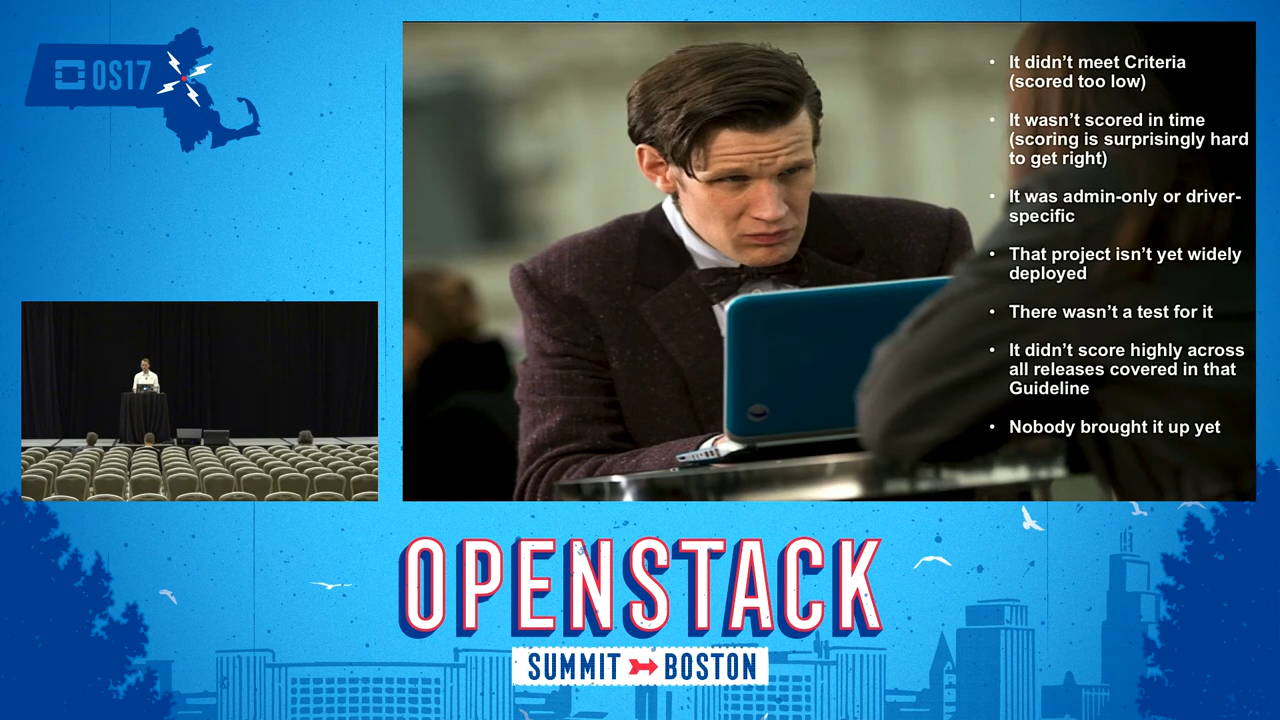 OS17
• It didn’t meet Criteria
(scored too low)
• It wasn’t scored in time
(scoring is surprisingly hard
to get right)
• It was admin-only or driver-
specific
• That project isn’t yet widely
deployed
• There wasn’t a test for it
• It didn’t score highly across
all releases covered in that
Guideline
• Nobody brought it up yet
OPENSTACK
SUMMIT BOSTON